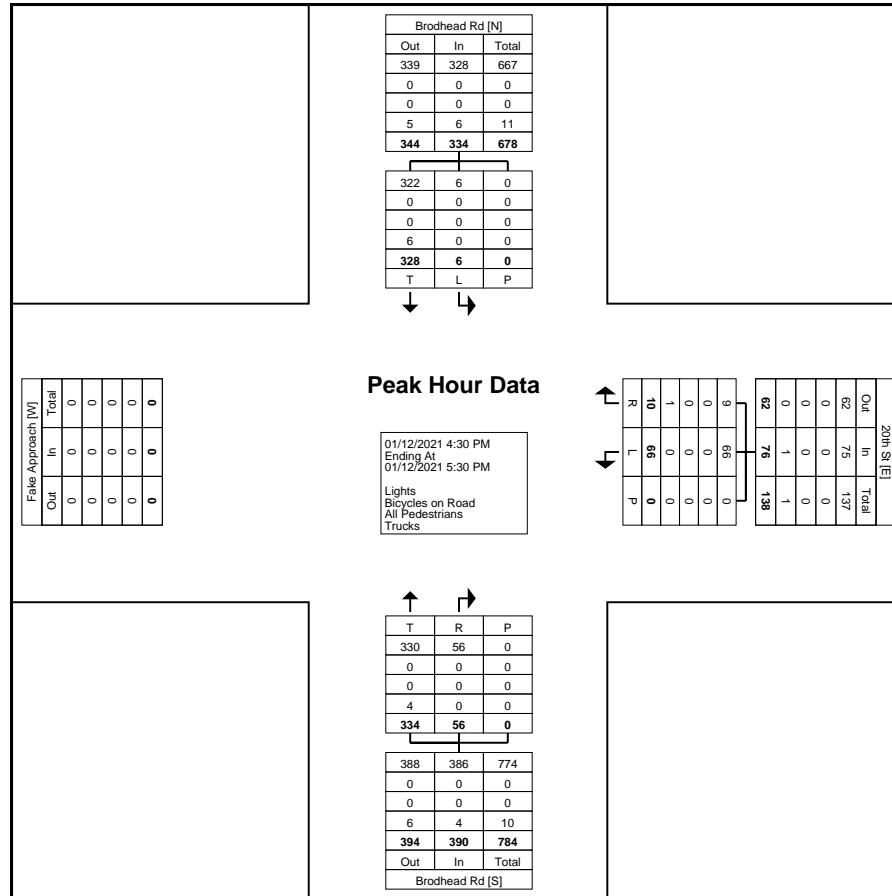 Brodhead Rd [N]
Out In Total
339 328 667
0 0 0
0 0 0
5 6 11
344 334 678
322 6 0
0 0 0
0 0 0
6 0 0
328 6 0
T L P
Fake Approach [W]
Total 0 0 0 0 0
In 0 0 0 0 0
Out 0 0 0 0 0
Peak Hour Data
01/12/2021 4:30 PM
Ending At
01/12/2021 5:30 PM
Lights
Bicycles on Road
All Pedestrians
Trucks
R 10 1 0 0 9
L 66 0 0 0 66
P 0 0 0 0 0
20th St [E]
Out In Total
62 75 137
0 0 0
0 0 0
0 1 1
62 76 138
T R P
330 56 0
0 0 0
0 0 0
4 0 0
334 56 0
388 386 774
0 0 0
0 0 0
6 4 10
394 390 784
Out In Total
Brodhead Rd [S]